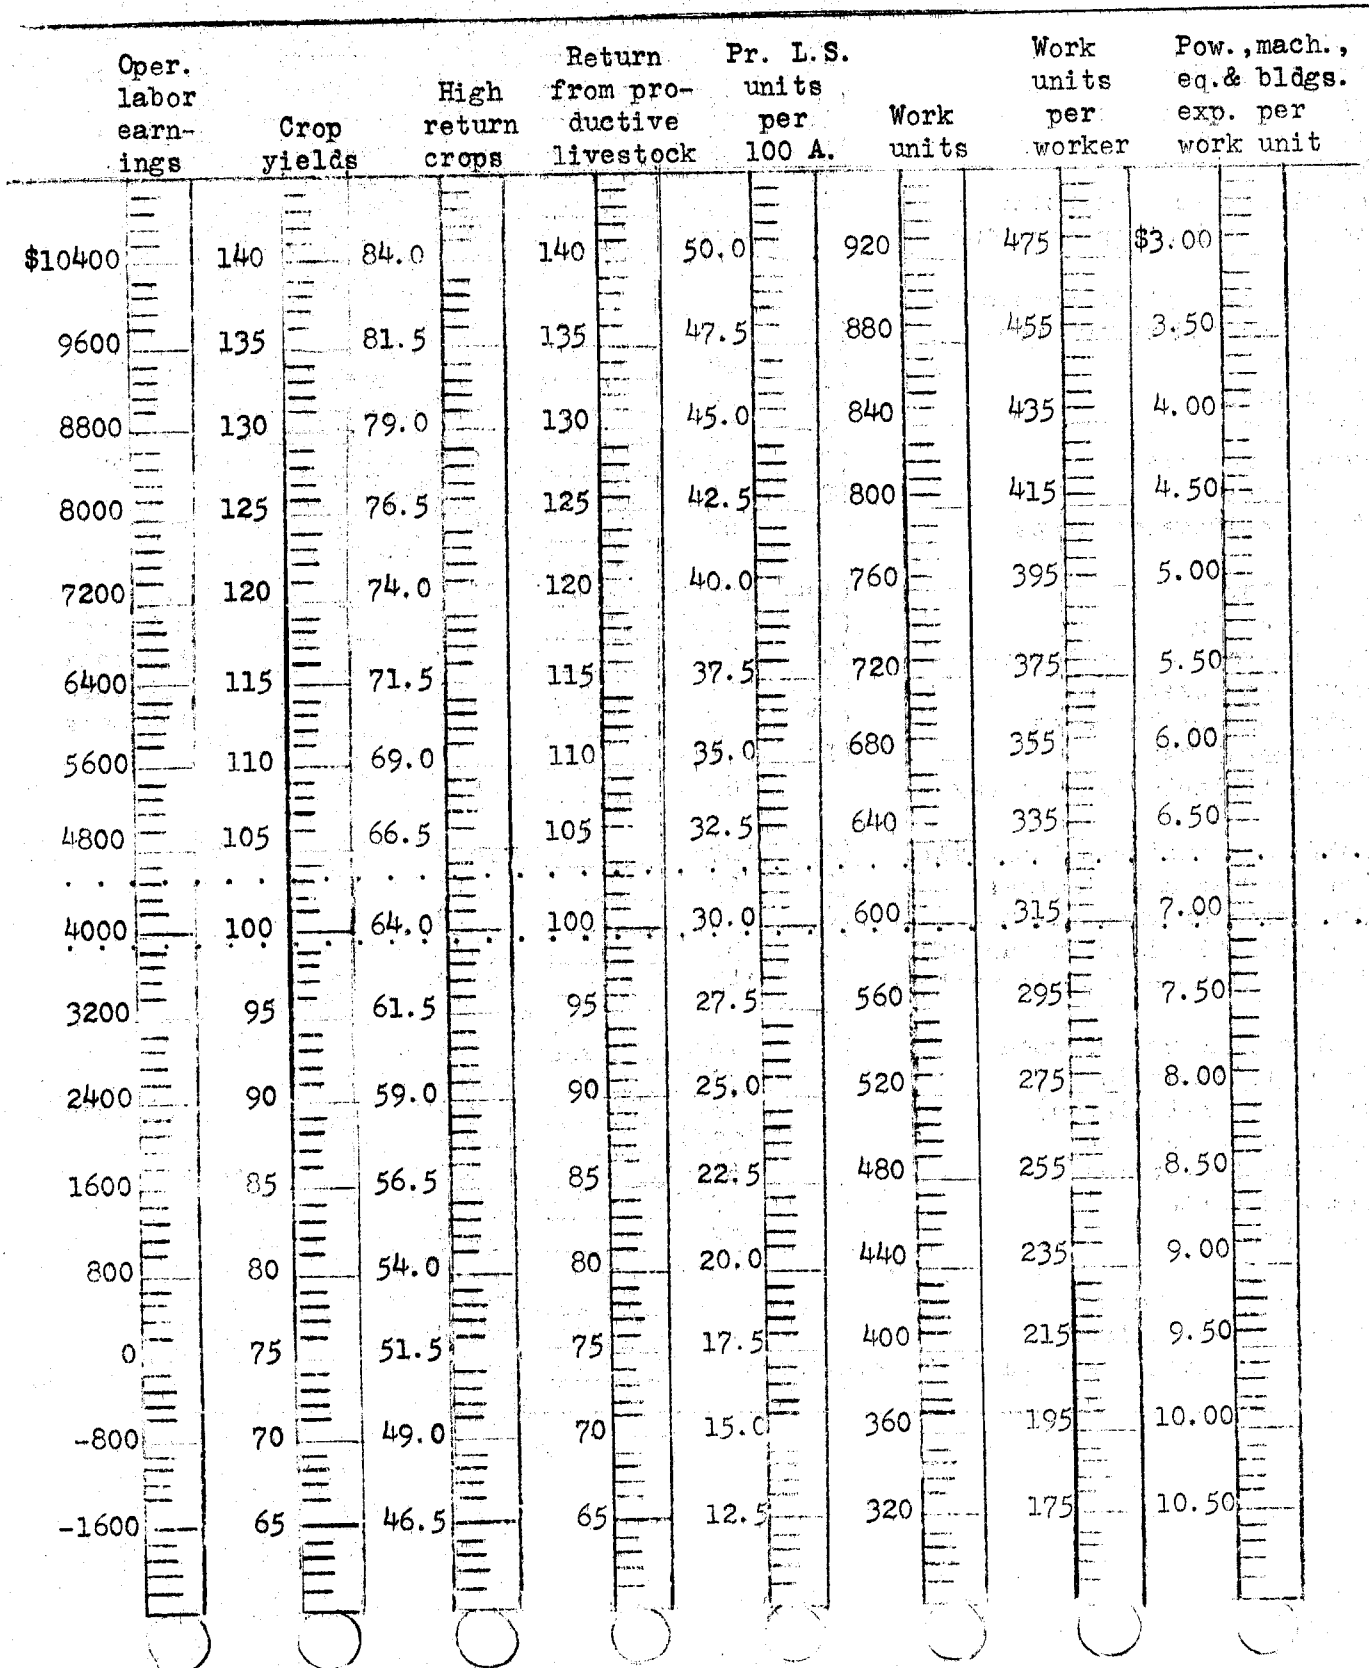 Oper. labor earn- ings
Crop yields
High return crops
Return from pro- ductive livestock
Pr. L.S. units per 100 A.
Work units
Work units per worker
Pow., mach., eq.& bldgs. exp. per work unit
$10400 140 84.0 140 50.0 920 475 $3.00
9600 135 81.5 135 47.5 880 455 3.50
8800 130 79.0 130 45.0 840 435 4.00
8000 125 76.5 125 42.5 800 415 4.50
7200 120 74.0 120 40.0 760 395 5.00
6400 115 71.5 115 37.5 720 375 5.50
5600 110 69.0 110 35.0 680 355 6.00
4800 105 66.5 105 32.5 640 335 6.50
4000 100 64.0 100 30.0 600 315 7.00
3200 95 61.5 95 27.5 560 295 7.50
2400 90 59.0 90 25.0 520 275 8.00
1600 85 56.5 85 22.5 480 255 8.50
800 80 54.0 80 20.0 440 235 9.00
0 75 51.5 75 17.5 400 215 9.50
-800 70 49.0 70 15.0 360 195 10.00
-1600 65 46.5 65 12.5 320 175 10.50